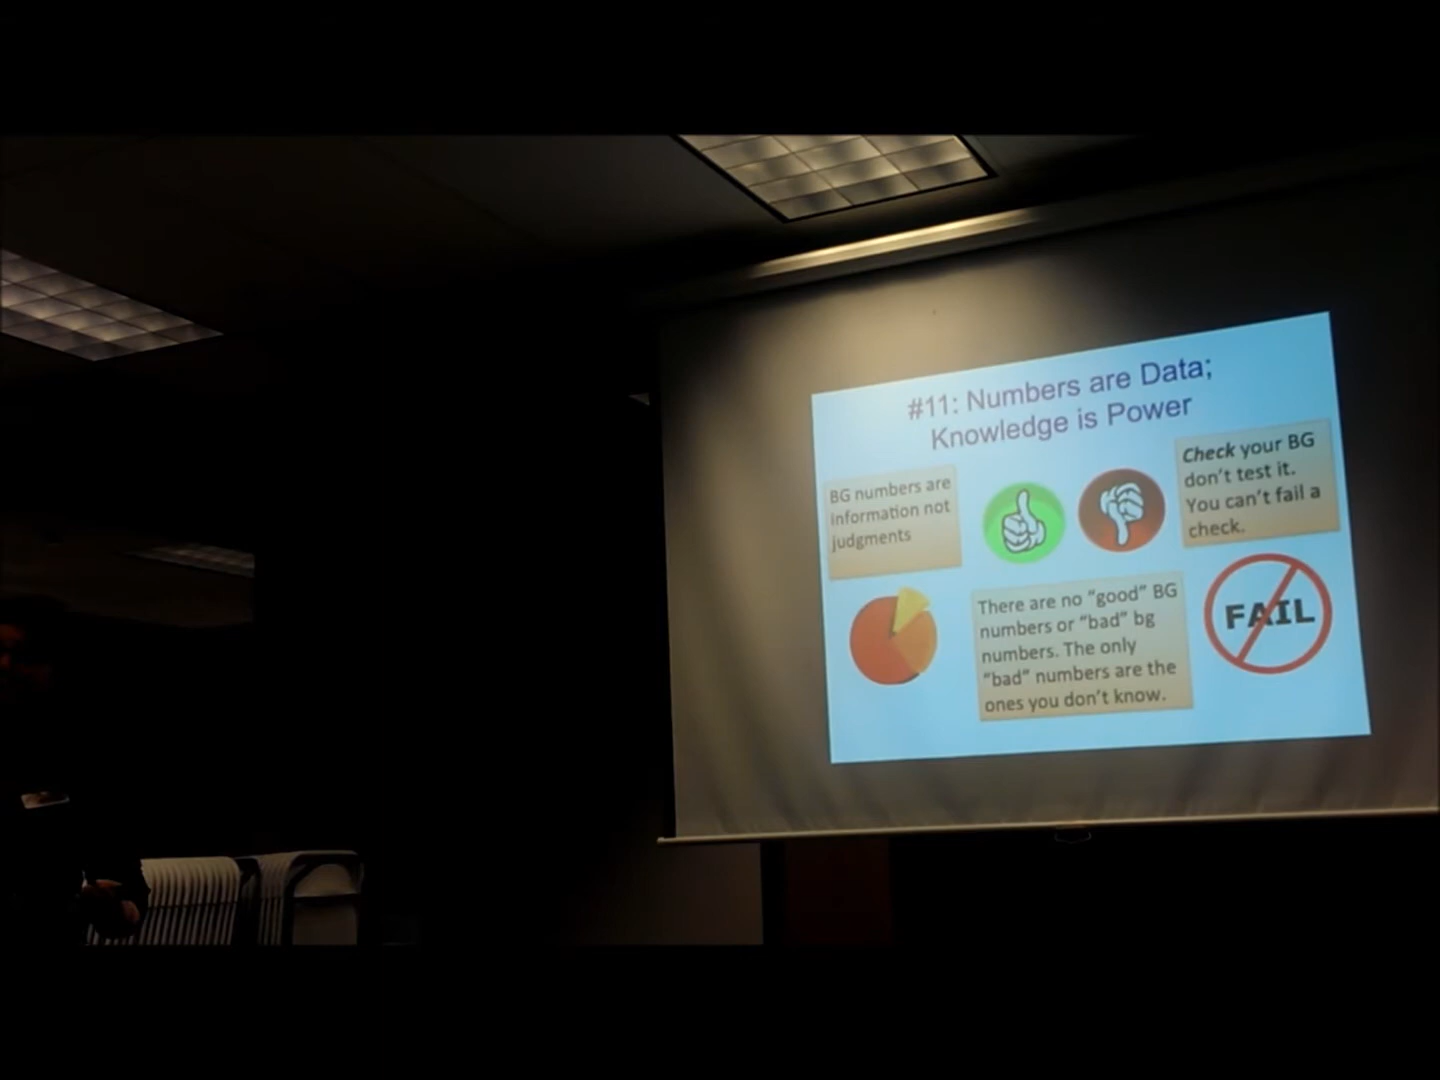 #11: Numbers are Data;
Knowledge is Power
BG numbers are
information not
judgments
Check your BG
don't test it.
You can't fail a
check.
There are no “good” BG
numbers or “bad” bg
numbers. The only
“bad” numbers are the
ones you don't know.
FAIL